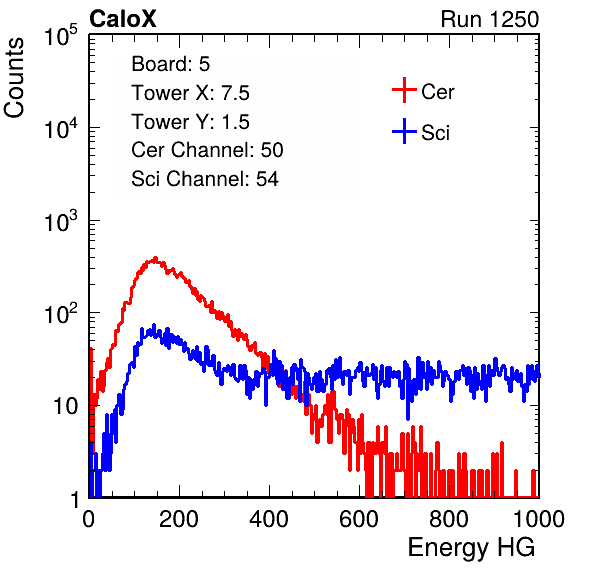 CaloX Run 1250
Counts
10^5
10^4
10^3
10^2
10
1
Board: 5
Tower X: 7.5
Tower Y: 1.5
Cer Channel: 50
Sci Channel: 54
Cer
Sci
0 200 400 600 800 1000
Energy HG